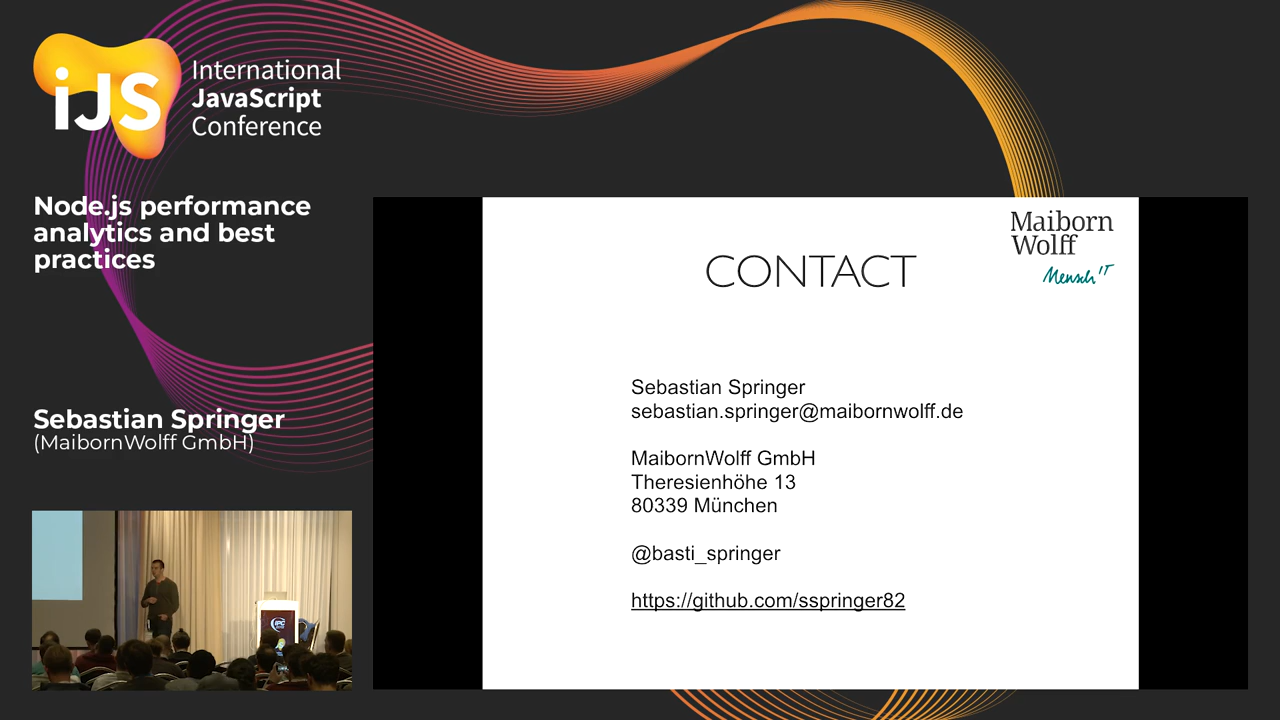 iJS
International
JavaScript
Conference
Node.js performance
analytics and best
practices
Sebastian Springer
(MaibornWolff GmbH)
IPC
Maiborn
Wolff
Mensch IT
CONTACT
Sebastian Springer
sebastian.springer@maibornwolff.de
MaibornWolff GmbH
Theresienhöhe 13
80339 München
@basti_springer
https://github.com/sspringer82